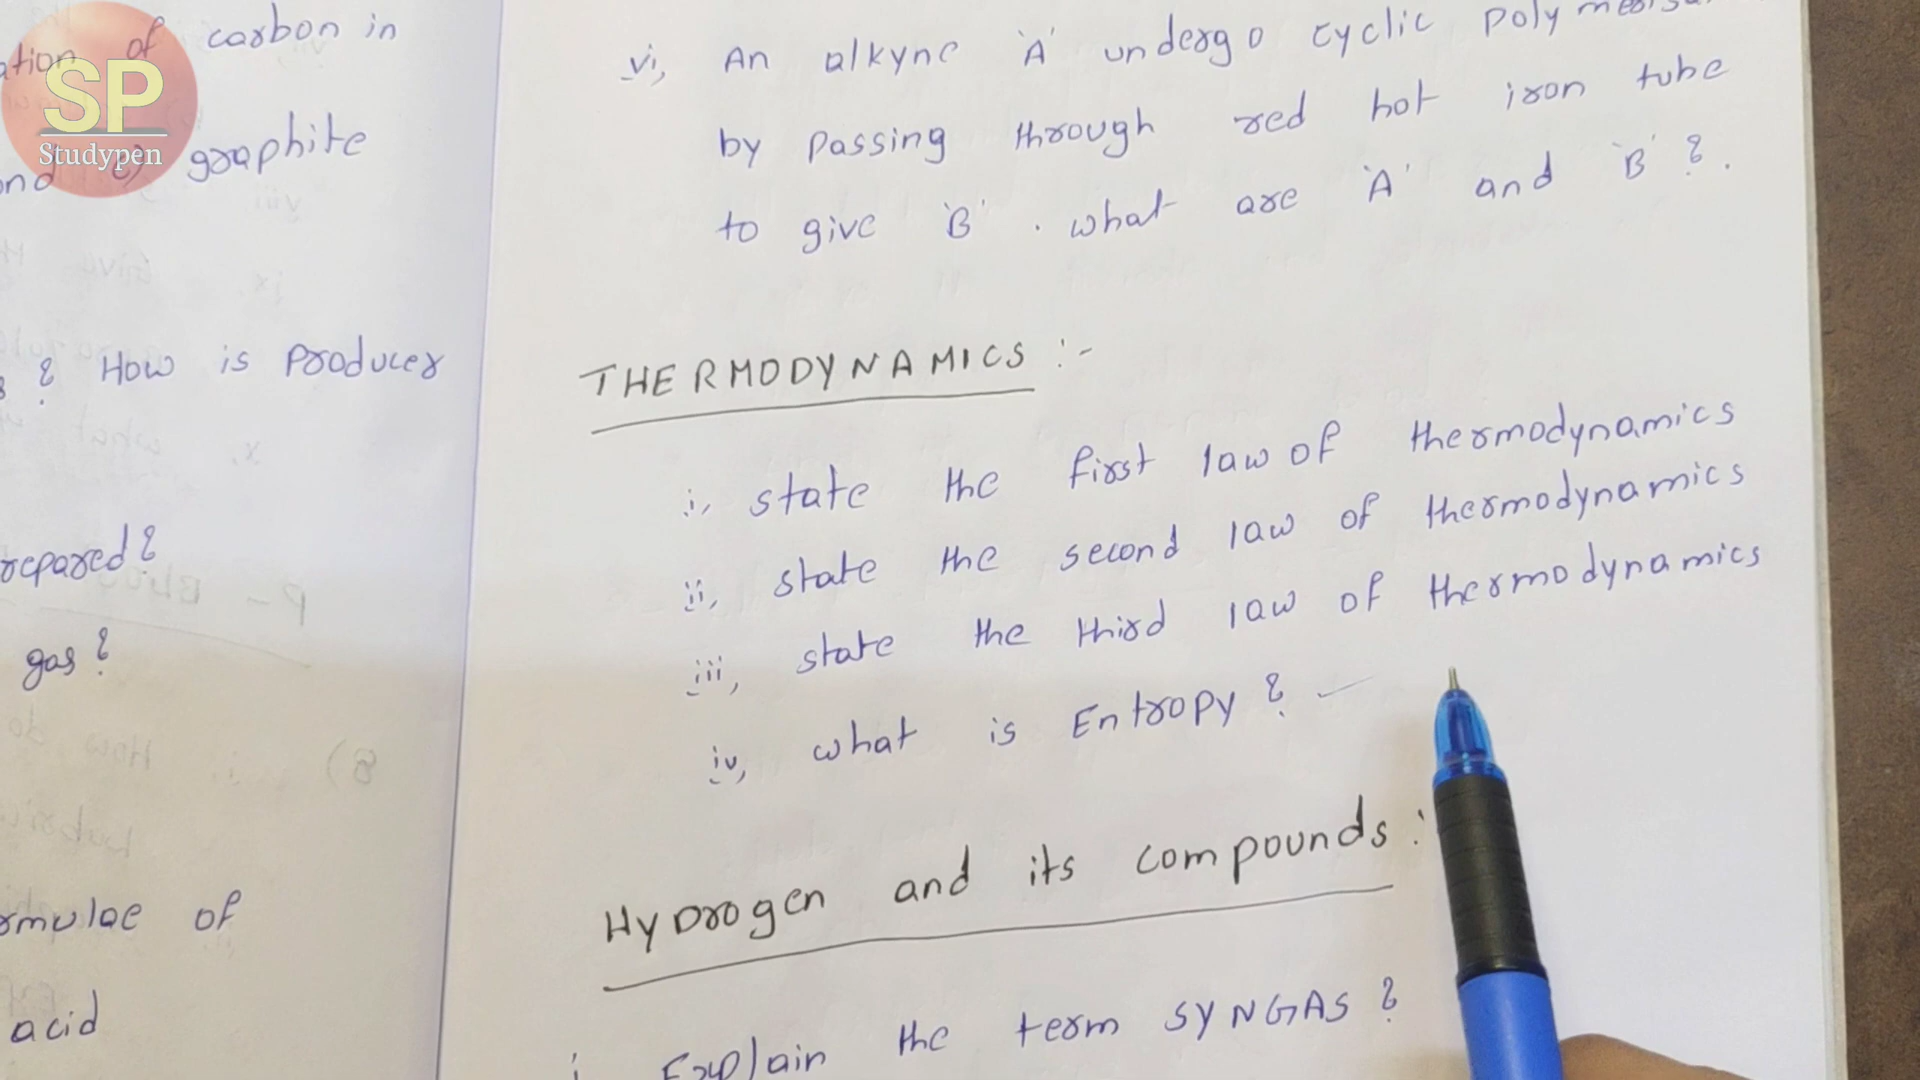 SP
Studypen
ation of carbon in
graphite
? How is producer
repared?
gas?
rmulae of
acid
vi, An alkyne 'A' undergo cyclic
by passing through red hot iron tube
to give 'B'. what are 'A' and 'B'?.
THERMODYNAMICS :-
i, state the first law of thermodynamics
ii, state the second law of thermodynamics
iii, state the third law of thermodynamics
iv, what is Entropy?
Hydrogen and its compounds:
i Explain the term SYNGAS?